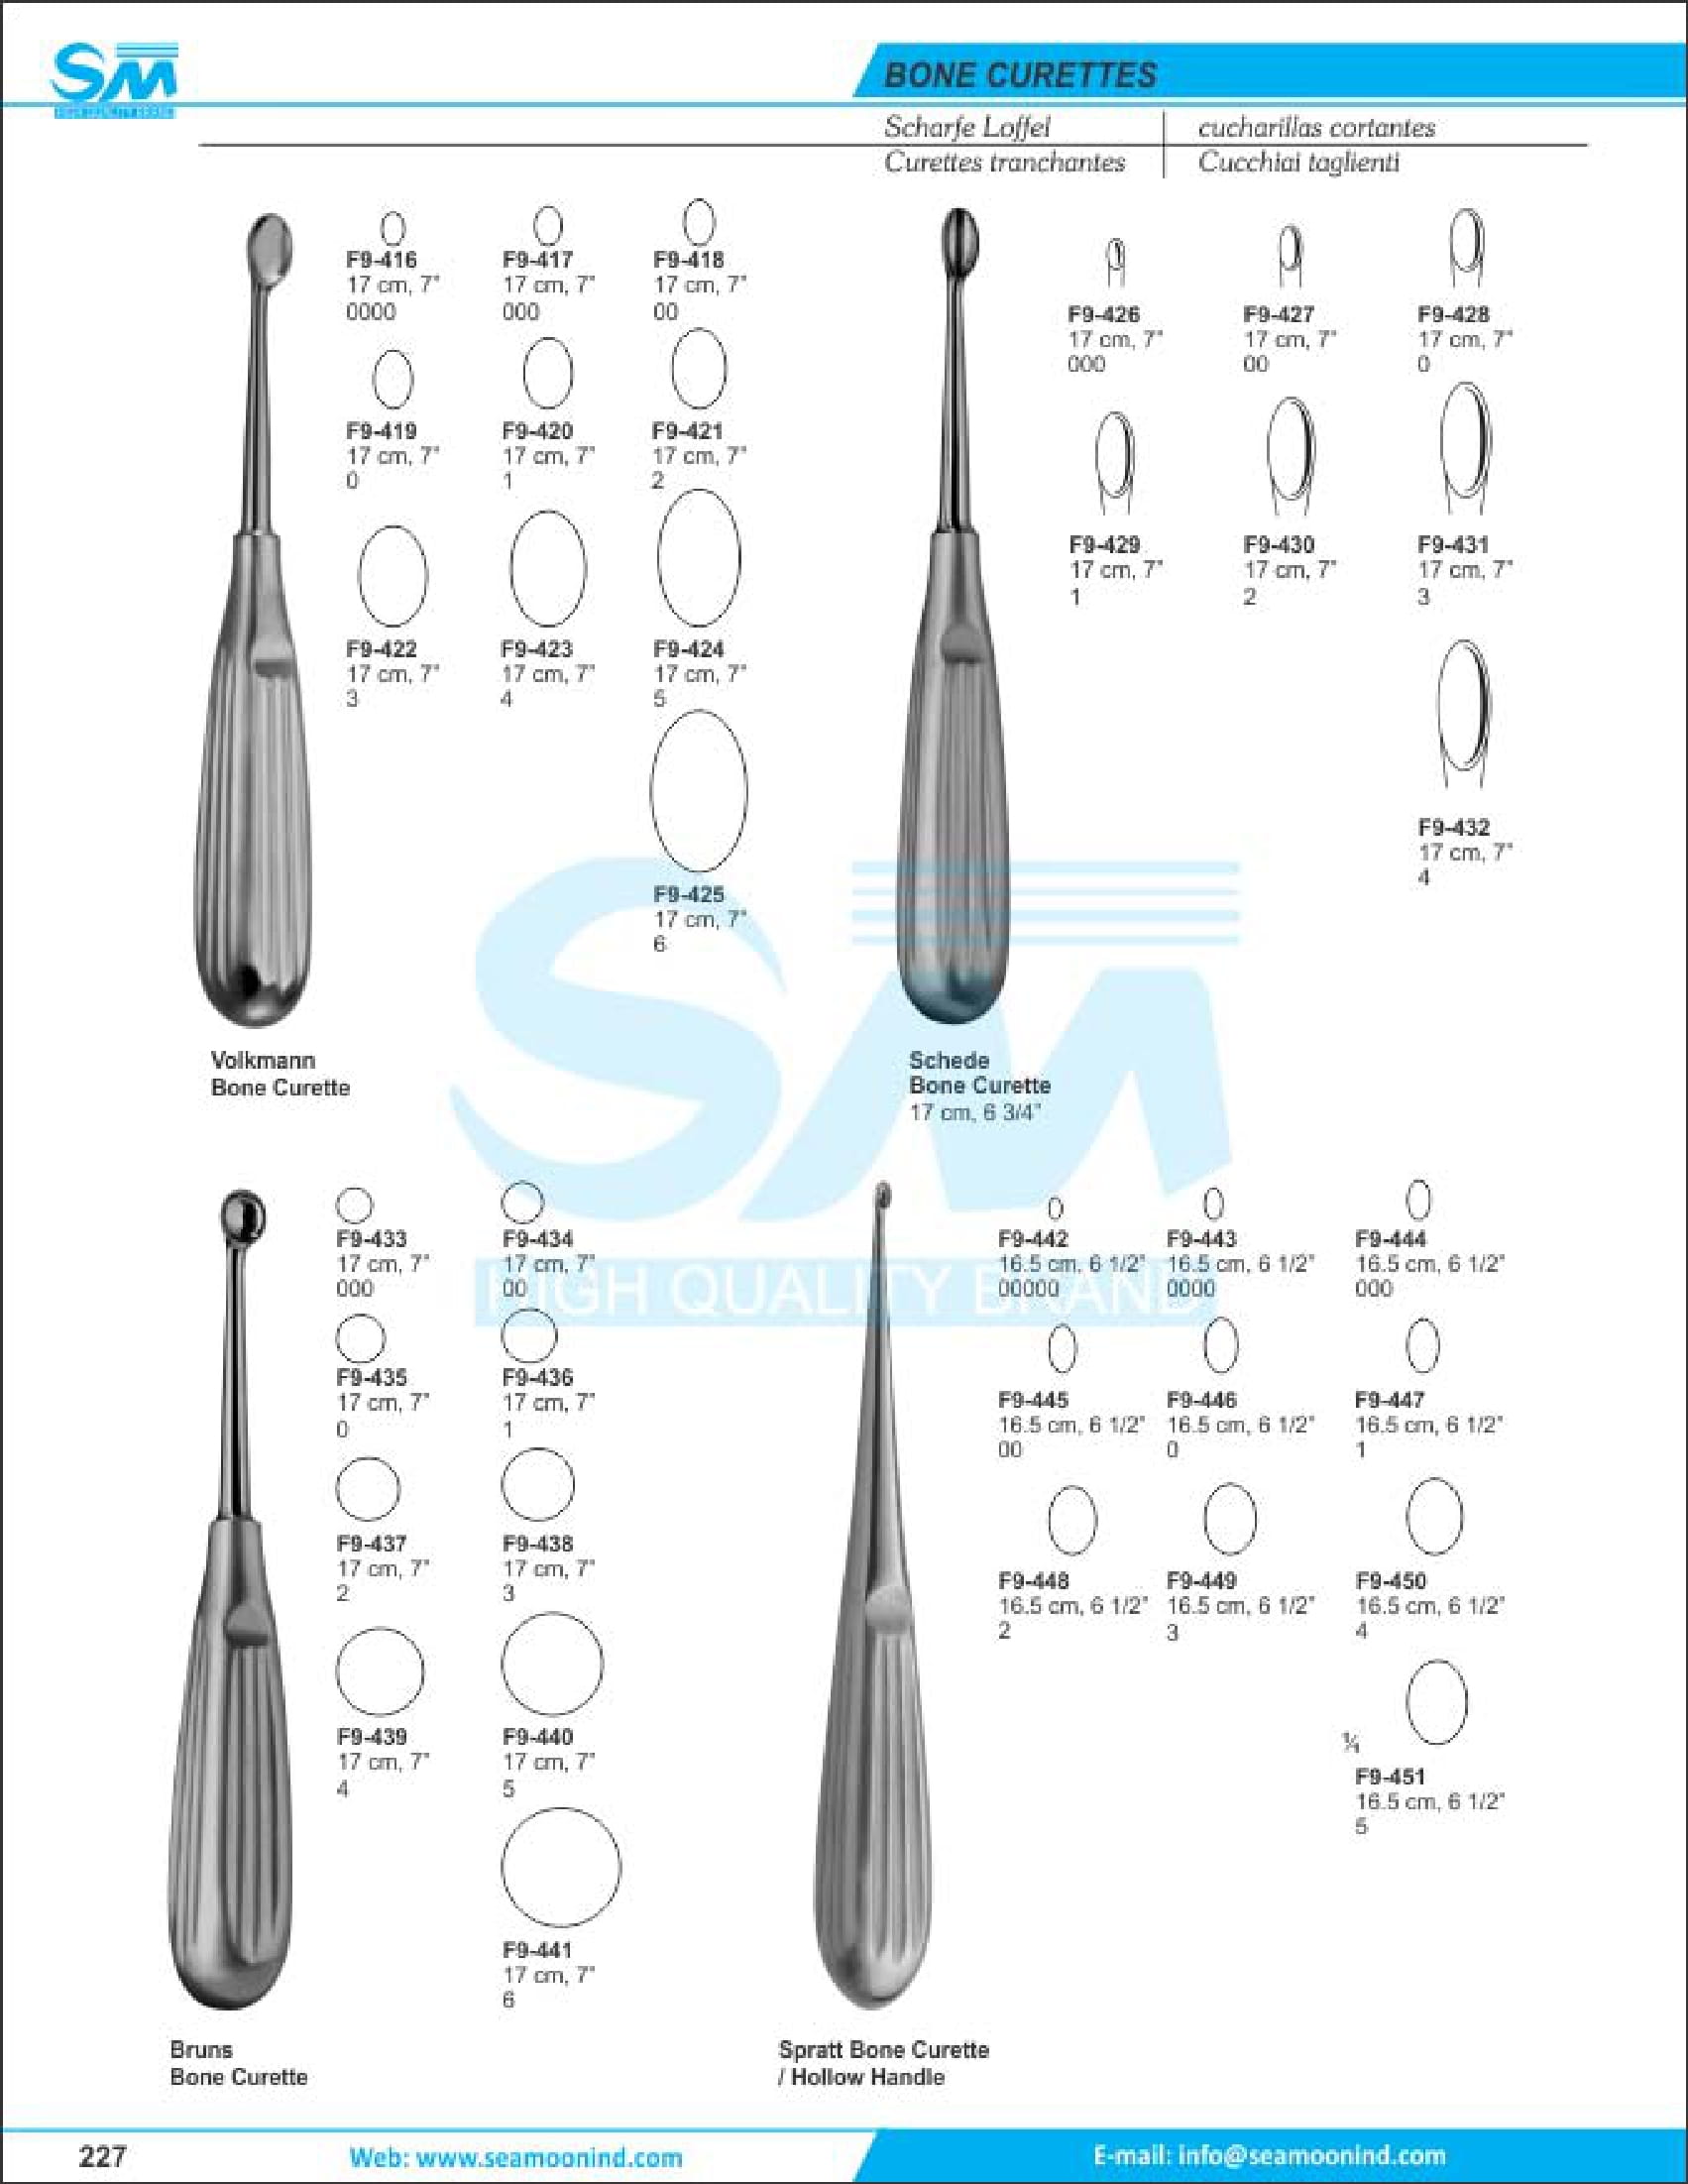 SM
BONE CURETTES
Scharfe Loffel
cucharillas cortantes
Curettes tranchantes
Cucchiai taglienti
F9-416
17 cm, 7"
0000
F9-417
17 cm, 7"
000
F9-418
17 cm, 7"
00
F9-419
17 cm, 7"
0
F9-420
17 cm, 7"
1
F9-421
17 cm, 7"
2
F9-422
17 cm, 7"
3
F9-423
17 cm, 7"
4
F9-424
17 cm, 7"
5
F9-425
17 cm, 7"
6
Volkmann
Bone Curette
F9-426
17 cm, 7"
000
F9-427
17 cm, 7"
00
F9-428
17 cm, 7"
0
F9-429
17 cm, 7"
1
F9-430
17 cm, 7"
2
F9-431
17 cm, 7"
3
F9-432
17 cm, 7"
4
Schede
Bone Curette
17 cm, 6 3/4"
SM
HIGH QUALITY BRAND
F9-433
17 cm, 7"
000
F9-434
17 cm, 7"
00
F9-435
17 cm, 7"
0
F9-436
17 cm, 7"
1
F9-437
17 cm, 7"
2
F9-438
17 cm, 7"
3
F9-439
17 cm, 7"
4
F9-440
17 cm, 7"
5
F9-441
17 cm, 7"
6
Bruns
Bone Curette
F9-442
16.5 cm, 6 1/2"
00000
F9-443
16.5 cm, 6 1/2"
0000
F9-444
16.5 cm, 6 1/2"
000
F9-445
16.5 cm, 6 1/2"
00
F9-446
16.5 cm, 6 1/2"
0
F9-447
16.5 cm, 6 1/2"
1
F9-448
16.5 cm, 6 1/2"
2
F9-449
16.5 cm, 6 1/2"
3
F9-450
16.5 cm, 6 1/2"
4
F9-451
16.5 cm, 6 1/2"
5
Spratt Bone Curette
/ Hollow Handle
227
Web: www.seamoonind.com
E-mail: info@seamoonind.com